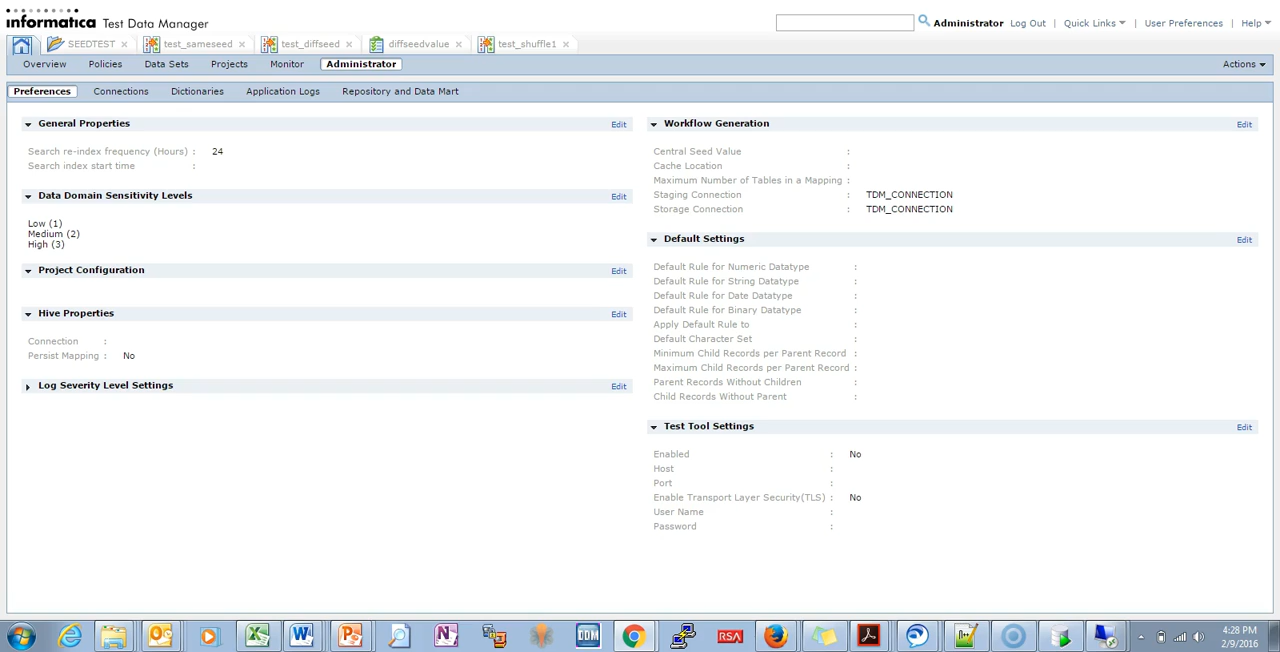 informatica Test Data Manager
Administrator Log Out | Quick Links | User Preferences | Help
SEEDTEST × test_sameseed × test_diffseed × diffseedvalue × test_shuffle1 ×
Overview Policies Data Sets Projects Monitor Administrator Actions
Preferences Connections Dictionaries Application Logs Repository and Data Mart
General Properties Edit
Search re-index frequency (Hours) : 24
Search index start time :
Data Domain Sensitivity Levels Edit
Low (1)
Medium (2)
High (3)
Project Configuration Edit
Hive Properties Edit
Connection :
Persist Mapping : No
Log Severity Level Settings Edit
Workflow Generation Edit
Central Seed Value :
Cache Location :
Maximum Number of Tables in a Mapping :
Staging Connection : TDM_CONNECTION
Storage Connection : TDM_CONNECTION
Default Settings Edit
Default Rule for Numeric Datatype :
Default Rule for String Datatype :
Default Rule for Date Datatype :
Default Rule for Binary Datatype :
Apply Default Rule to :
Default Character Set :
Minimum Child Records per Parent Record :
Maximum Child Records per Parent Record :
Parent Records Without Children :
Child Records Without Parent :
Test Tool Settings Edit
Enabled : No
Host :
Port :
Enable Transport Layer Security(TLS) : No
User Name :
Password :
RSA
4:28 PM
2/9/2016